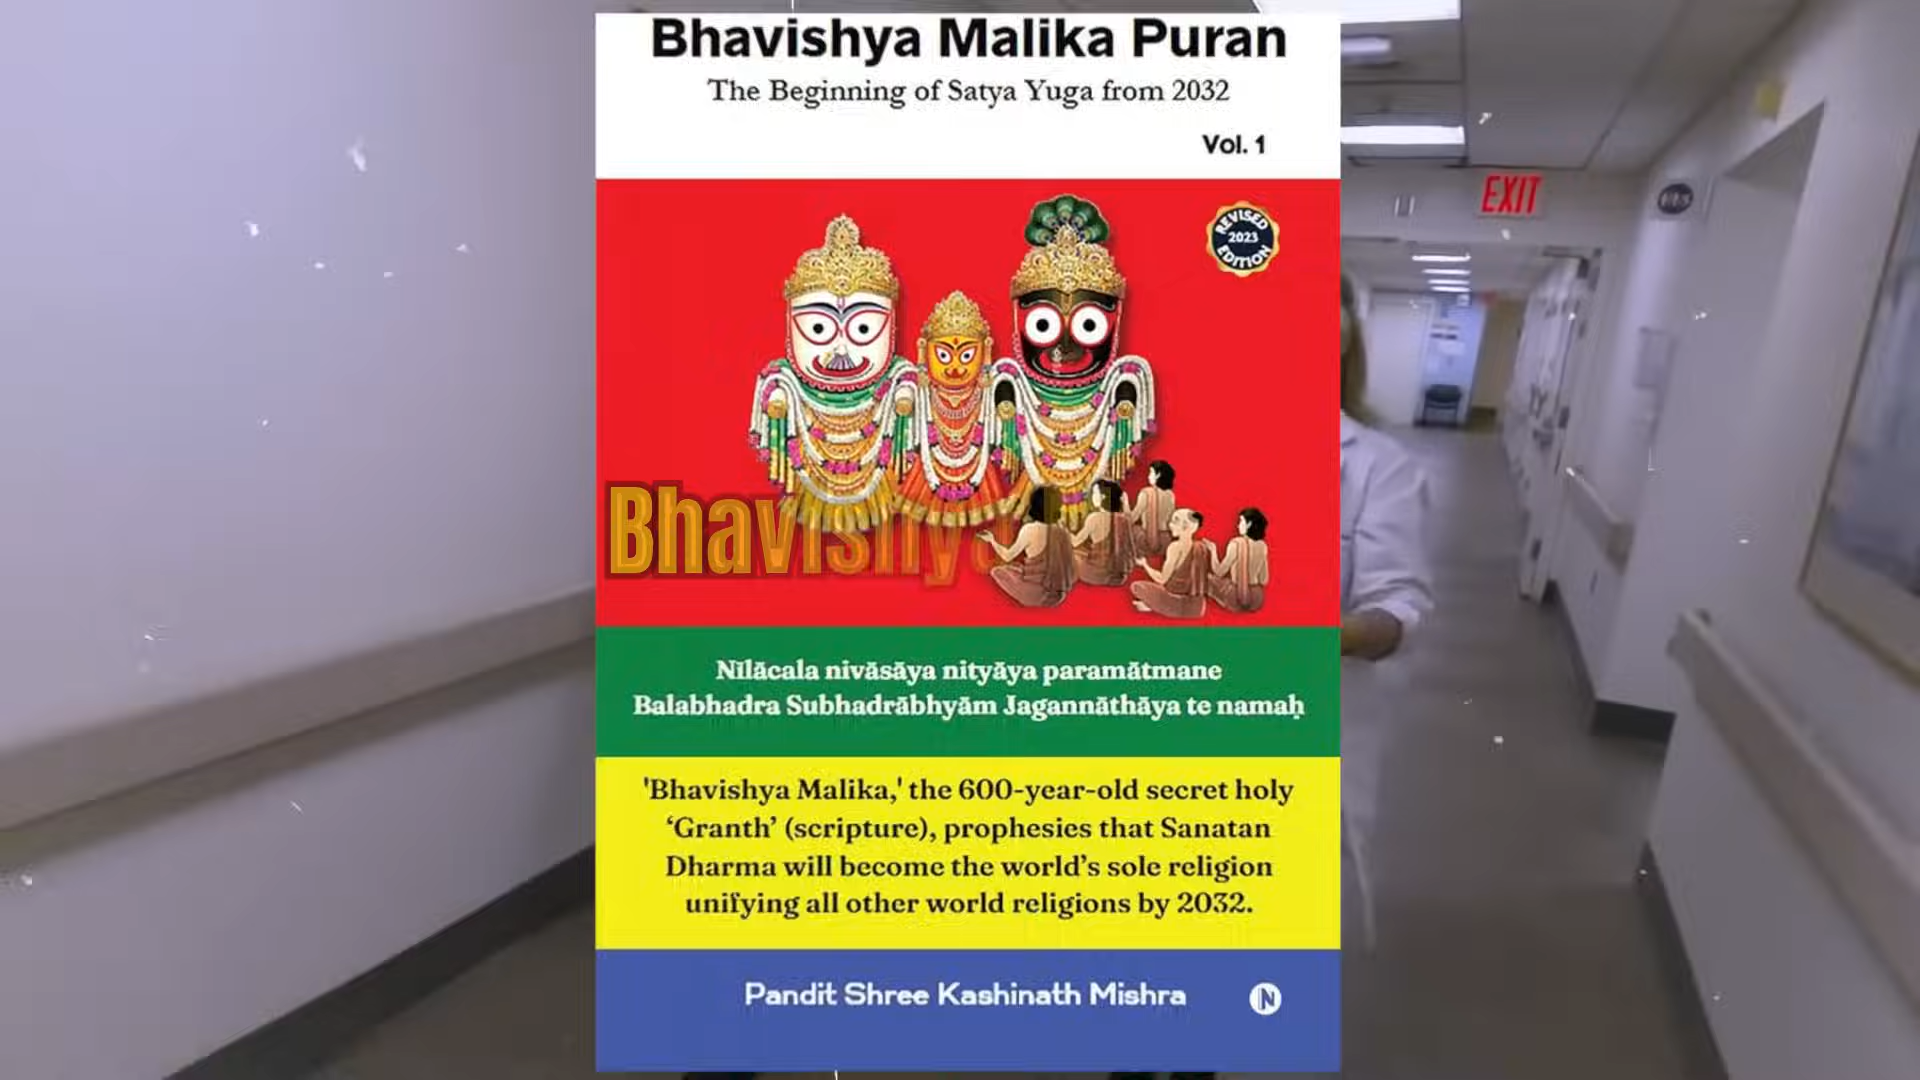 Bhavishya Malika Puran
The Beginning of Satya Yuga from 2032
Vol. 1
REVISED
2023
EDITION
EXIT
Bhavishya
Nīlācala nivāsāya nityāya paramātmane
Balabhadra Subhadrābhyām Jagannāthāya te namaḥ
'Bhavishya Malika,' the 600-year-old secret holy
‘Granth’ (scripture), prophesies that Sanatan
Dharma will become the world’s sole religion
unifying all other world religions by 2032.
Pandit Shree Kashinath Mishra
N